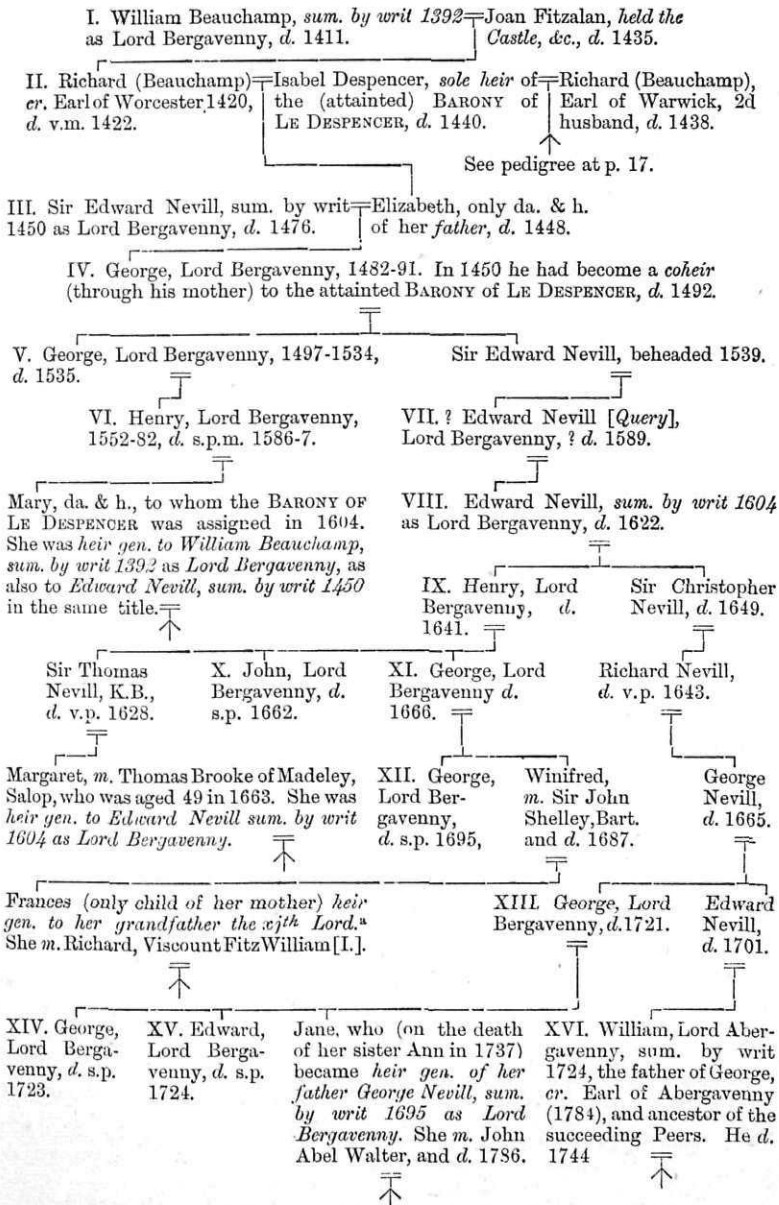 I. William Beauchamp, sum. by writ 1392
as Lord Bergavenny, d. 1411.
Joan Fitzalan, held the
Castle, &c., d. 1435.
II. Richard (Beauchamp)
cr. Earl of Worcester 1420,
d. v.m. 1422.
Isabel Despencer, sole heir of
the (attainted) BARONY of
LE DESPENCER, d. 1440.
Richard (Beauchamp),
Earl of Warwick, 2d
husband, d. 1438.
See pedigree at p. 17.
III. Sir Edward Nevill, sum. by writ
1450 as Lord Bergavenny, d. 1476.
Elizabeth, only da. & h.
of her father, d. 1448.
IV. George, Lord Bergavenny, 1482-91. In 1450 he had become a coheir
(through his mother) to the attainted BARONY of LE DESPENCER, d. 1492.
V. George, Lord Bergavenny, 1497-1534,
d. 1535.
Sir Edward Nevill, beheaded 1539.
VI. Henry, Lord Bergavenny,
1552-82, d. s.p.m. 1586-7.
VII. ? Edward Nevill [Query],
Lord Bergavenny, ? d. 1589.
Mary, da. & h., to whom the BARONY OF
LE DESPENCER was assigned in 1604.
She was heir gen. to William Beauchamp,
sum. by writ 1392 as Lord Bergavenny, as
also to Edward Nevill, sum. by writ 1450
in the same title.
VIII. Edward Nevill, sum. by writ 1604
as Lord Bergavenny, d. 1622.
IX. Henry, Lord
Bergavenny, d.
1641.
Sir Christopher
Nevill, d. 1649.
Sir Thomas
Nevill, K.B.,
d. v.p. 1628.
X. John, Lord
Bergavenny, d.
s.p. 1662.
XI. George, Lord
Bergavenny d.
1666.
Richard Nevill,
d. v.p. 1643.
Margaret, m. Thomas Brooke of Madeley,
Salop, who was aged 49 in 1663. She was
heir gen. to Edward Nevill sum. by writ
1604 as Lord Bergavenny.
XII. George,
Lord Ber-
gavenny,
d. s.p. 1695,
Winifred,
m. Sir John
Shelley, Bart.
and d. 1687.
George
Nevill,
d. 1665.
Frances (only child of her mother) heir
gen. to her grandfather the xjth Lord.a
She m. Richard, Viscount FitzWilliam [I.].
XIII. George, Lord
Bergavenny, d. 1721.
Edward
Nevill,
d. 1701.
XIV. George,
Lord Berga-
venny, d. s.p.
1723.
XV. Edward,
Lord Berga-
venny, d. s.p.
1724.
Jane, who (on the death
of her sister Ann in 1737)
became heir gen. of her
father George Nevill, sum.
by writ 1695 as Lord
Bergavenny. She m. John
Abel Walter, and d. 1786.
XVI. William, Lord Aber-
gavenny, sum. by writ
1724, the father of George,
cr. Earl of Abergavenny
(1784), and ancestor of the
succeeding Peers. He d.
1744